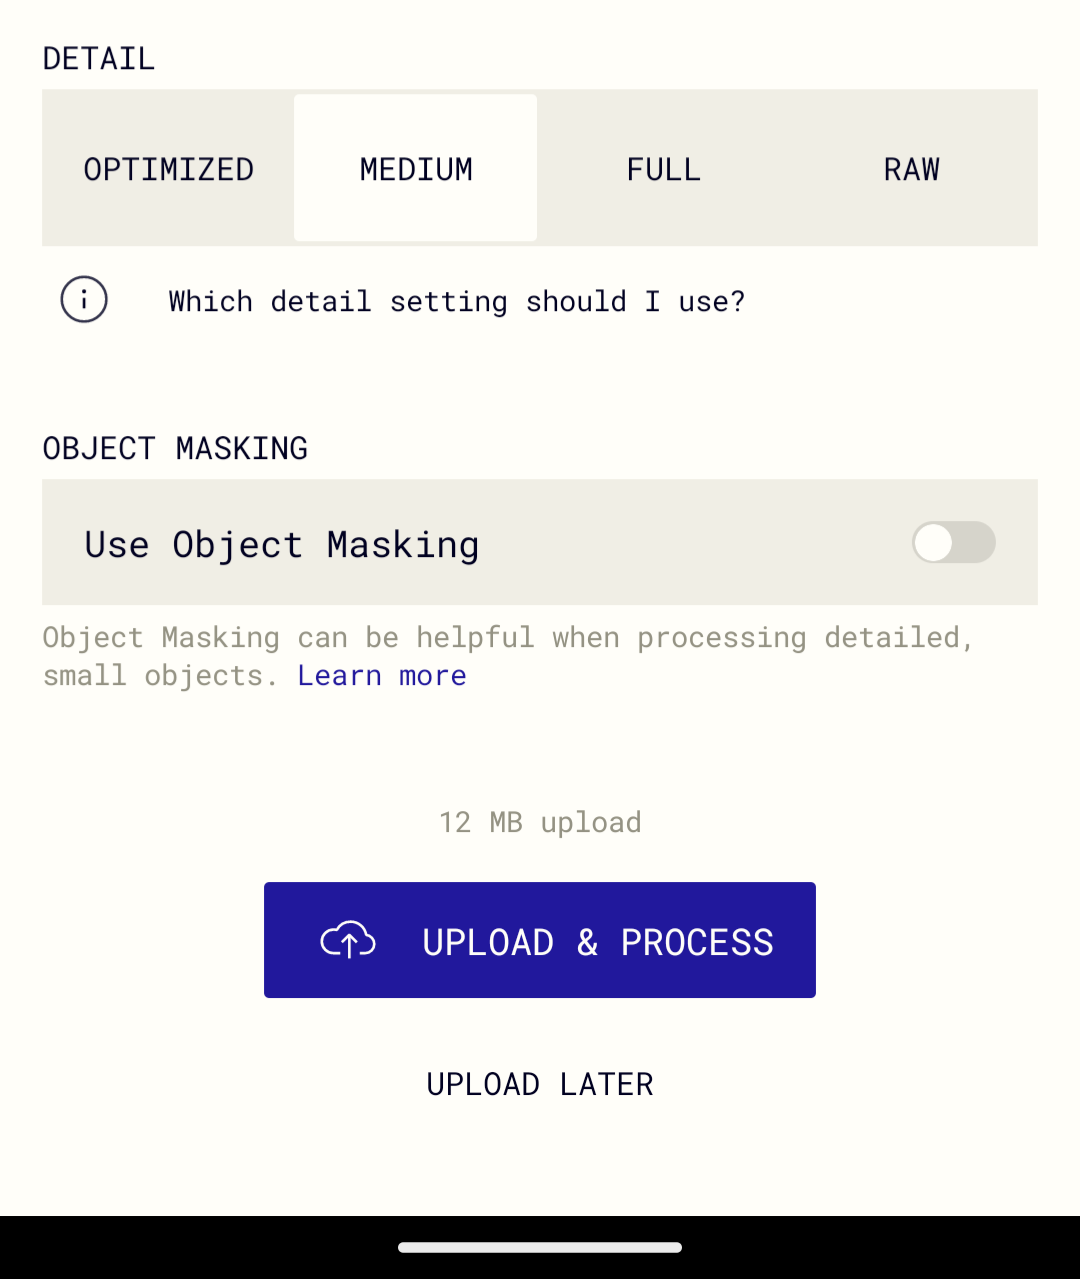 DETAIL
OPTIMIZED MEDIUM FULL RAW
Which detail setting should I use?
OBJECT MASKING
Use Object Masking
Object Masking can be helpful when processing detailed,
small objects. Learn more
12 MB upload
UPLOAD & PROCESS
UPLOAD LATER